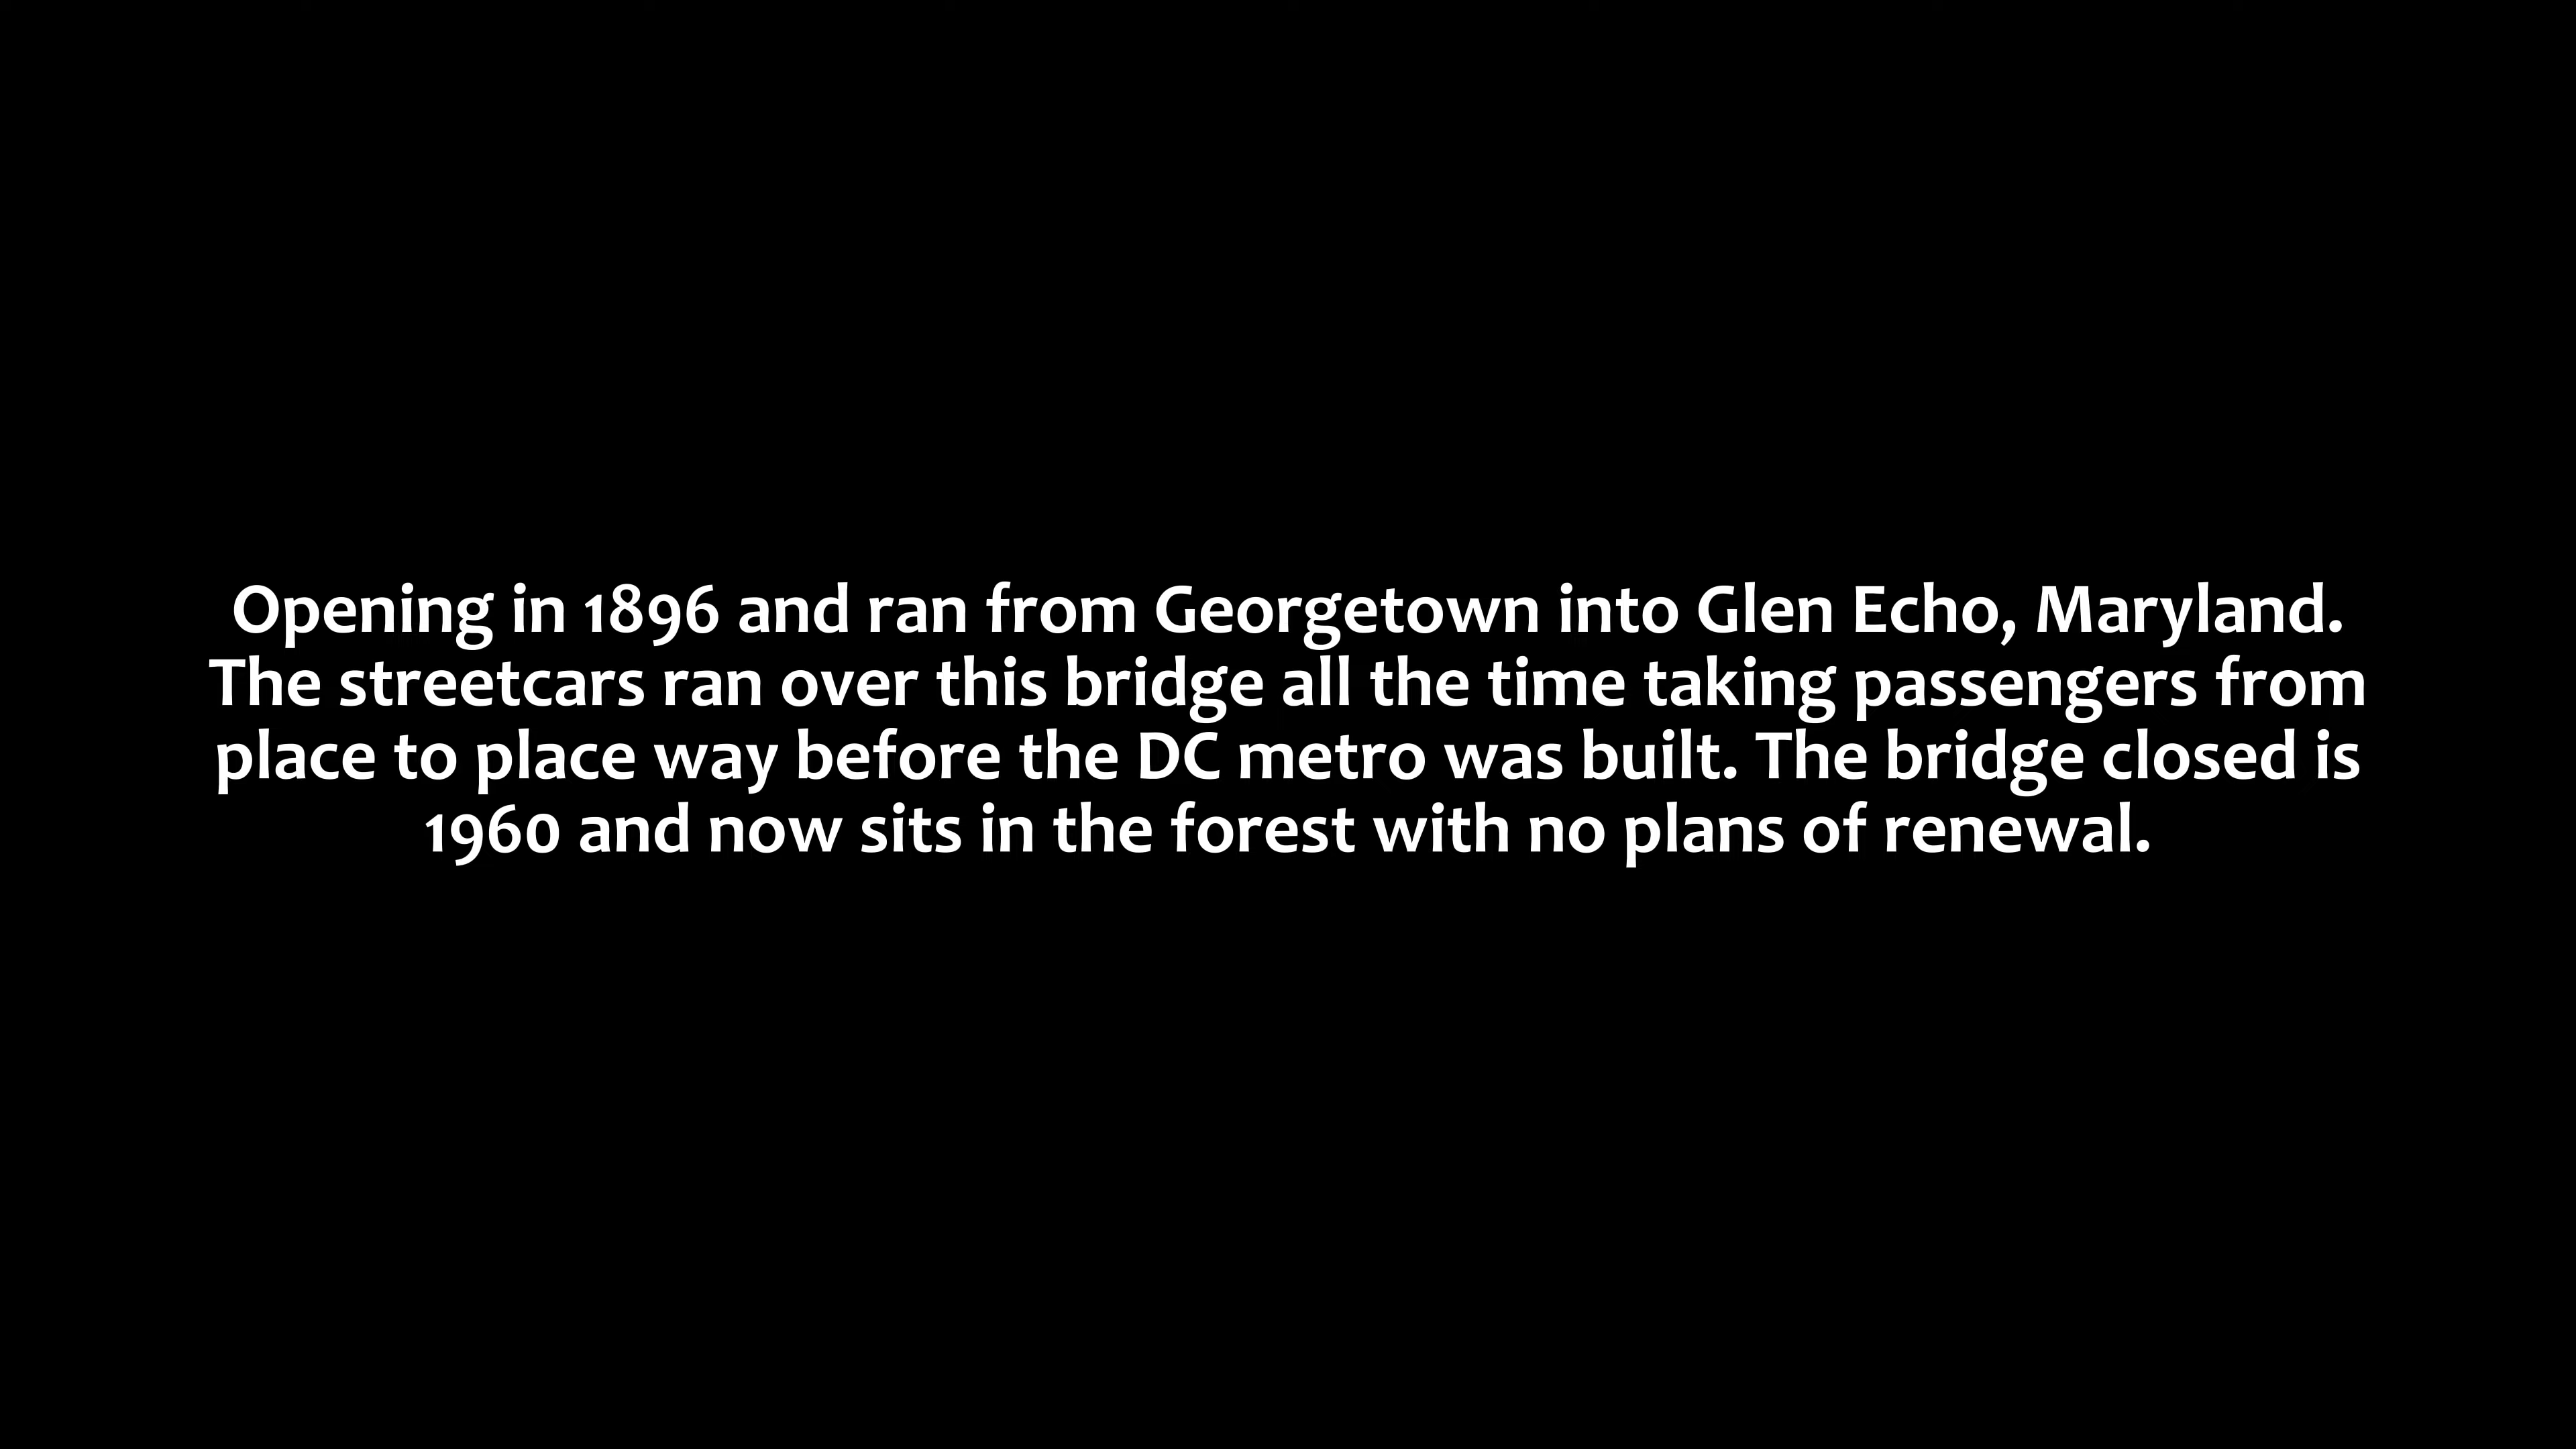 Opening in 1896 and ran from Georgetown into Glen Echo, Maryland.
The streetcars ran over this bridge all the time taking passengers from
place to place way before the DC metro was built. The bridge closed is
1960 and now sits in the forest with no plans of renewal.